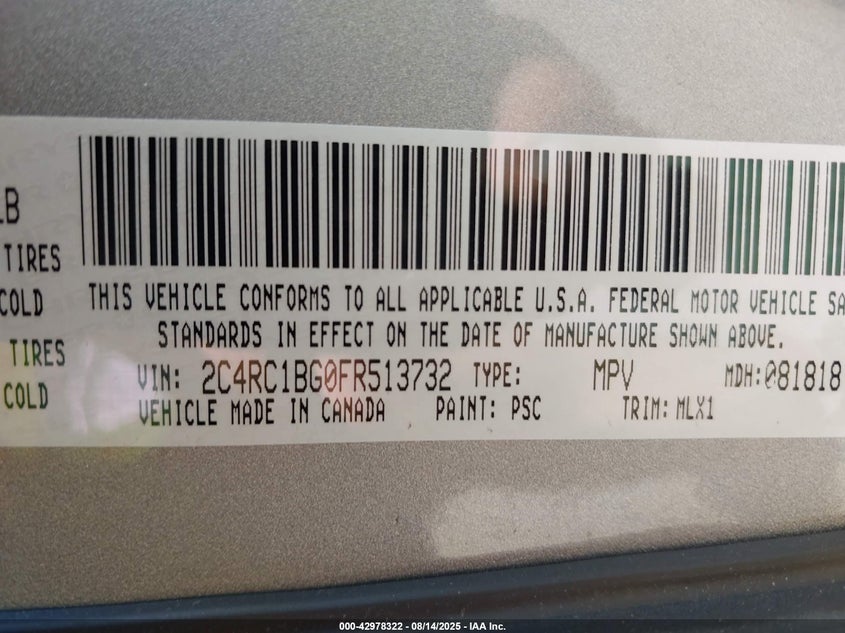 LB
TIRES
COLD
TIRES
COLD
THIS VEHICLE CONFORMS TO ALL APPLICABLE U.S.A. FEDERAL MOTOR VEHICLE SA
STANDARDS IN EFFECT ON THE DATE OF MANUFACTURE SHOWN ABOVE.
VIN: 2C4RC1BG0FR513732 TYPE: MPV MDH:081818
VEHICLE MADE IN CANADA PAINT: PSC TRIM: MLX1
000-42978322 - 08/14/2025 - IAA Inc.